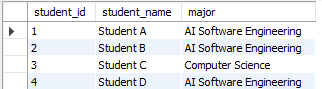 student_id student_name major
1 Student A AI Software Engineering
2 Student B AI Software Engineering
3 Student C Computer Science
4 Student D AI Software Engineering